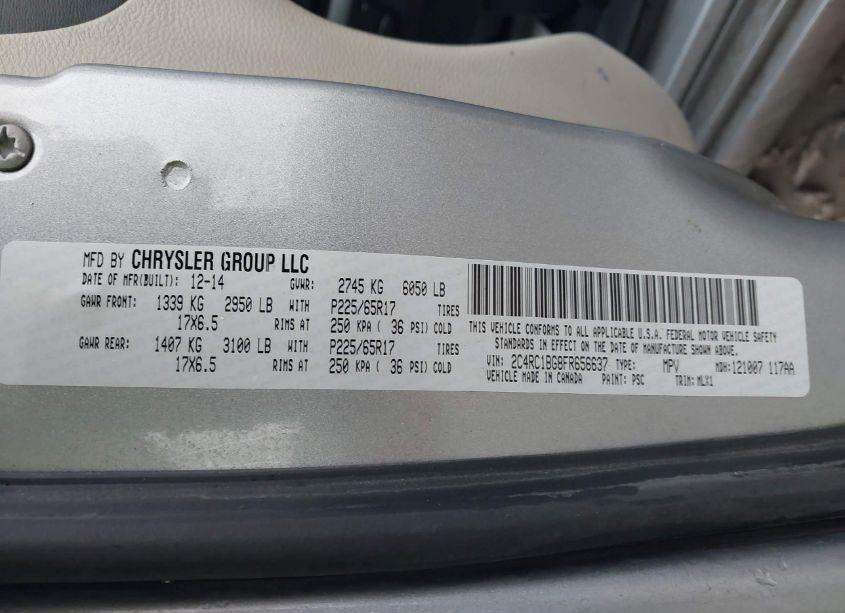 MFD BY CHRYSLER GROUP LLC
DATE OF MFR(BUILT): 12-14 GVWR: 2745 KG 6050 LB
GAWR FRONT: 1339 KG 2950 LB WITH P225/65R17 TIRES
17X6.5 RIMS AT 250 KPA ( 36 PSI) COLD
GAWR REAR: 1407 KG 3100 LB WITH P225/65R17 TIRES
17X6.5 RIMS AT 250 KPA ( 36 PSI) COLD
THIS VEHICLE CONFORMS TO ALL APPLICABLE U.S.A. FEDERAL MOTOR VEHICLE SAFETY
STANDARDS IN EFFECT ON THE DATE OF MANUFACTURE SHOWN ABOVE.
VIN: 2C4RC1BG8FR656637 TYPE: MPV MDH: 121007 117AA
VEHICLE MADE IN CANADA PAINT: PSC TRIM: MLX1